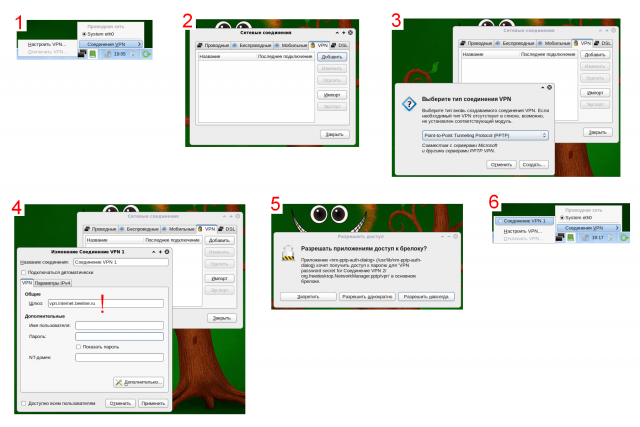 1
Проводная сеть
System eth0
Соединения VPN
Настроить VPN...
Отключить VPN...
19:05
2
Сетевые соединения
Проводные Беспроводные Мобильные VPN DSL
Название Последнее подключение
Добавить
Изменить
Удалить
Импорт
Экспорт
Закрыть
3
Сетевые соединения
Проводные Беспроводные Мобильные VPN DSL
Название Последнее подключение
Добавить
Изменить
Удалить
Импорт
Закрыть
Выберите тип соединения VPN
Выберите тип вновь создаваемого соединения VPN. Если
необходимый тип VPN отсутствует в списке, возможно,
не установлен соответствующий модуль.
Point-to-Point Tunneling Protocol (PPTP)
Совместим с серверами Microsoft
и другими серверами PPTP VPN.
Отменить Создать...
4
Сетевые соединения
Проводные Беспроводные Мобильные VPN DSL
Название Последнее подключение
Добавить
Изменить
Удалить
Импорт
Экспорт
Закрыть
Изменение Соединение VPN 1
Название соединения: Соединение VPN 1
Подключаться автоматически
VPN Параметры IPv4
Общие
Шлюз: vpn.internet.beeline.ru !
Дополнительные
Имя пользователя:
Пароль:
Показать пароль
NT-домен:
Дополнительно...
Доступно всем пользователям Отменить Применить
5
Разрешить доступ
Разрешать приложениям доступ к брелоку?
Приложение «nm-pptp-auth-dialog» (/usr/lib/nm-pptp-auth-
dialog) хочет получить доступ к паролю для 'VPN
password secret for Соединение VPN 2/
org.freedesktop.NetworkManager.pptp/vpn' в основном
брелоке.
Запретить Разрешить однократно Разрешать всегда
6
Проводная сеть
System eth0
Соединение VPN 1
Соединения VPN
Настроить VPN...
Отключить VPN...
19:17